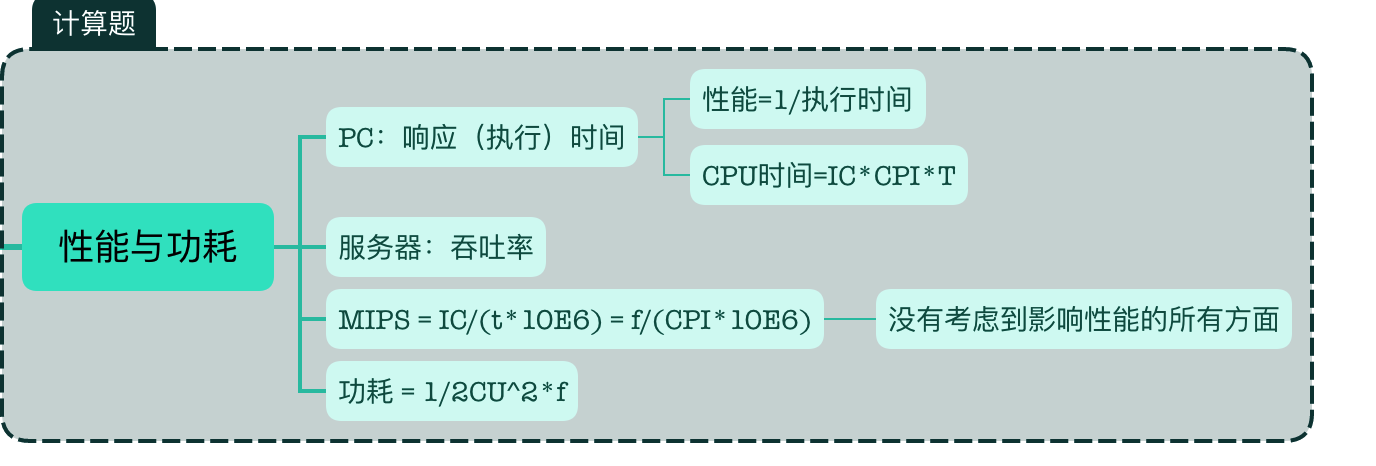 计算题
性能与功耗
PC：响应（执行）时间
性能=1/执行时间
CPU时间=IC*CPI*T
服务器：吞吐率
MIPS = IC/(t*10E6) = f/(CPI*10E6)
没有考虑到影响性能的所有方面
功耗 = 1/2CU^2*f